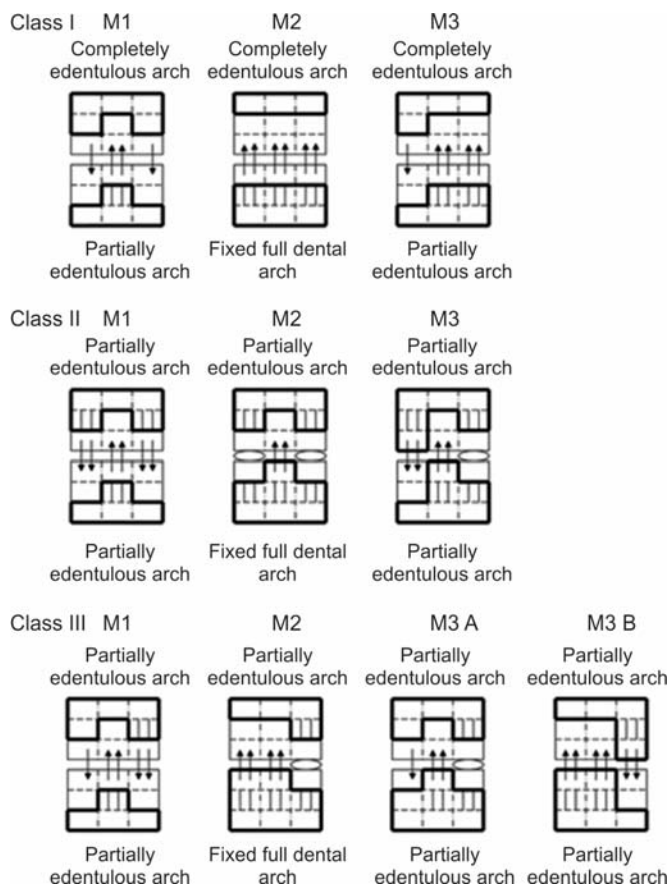 Class I M1 M2 M3
Completely edentulous arch Completely edentulous arch Completely edentulous arch
Partially edentulous arch Fixed full dental arch Partially edentulous arch
Class II M1 M2 M3
Partially edentulous arch Partially edentulous arch Partially edentulous arch
Partially edentulous arch Fixed full dental arch Partially edentulous arch
Class III M1 M2 M3 A M3 B
Partially edentulous arch Partially edentulous arch Partially edentulous arch Partially edentulous arch
Partially edentulous arch Fixed full dental arch Partially edentulous arch Partially edentulous arch